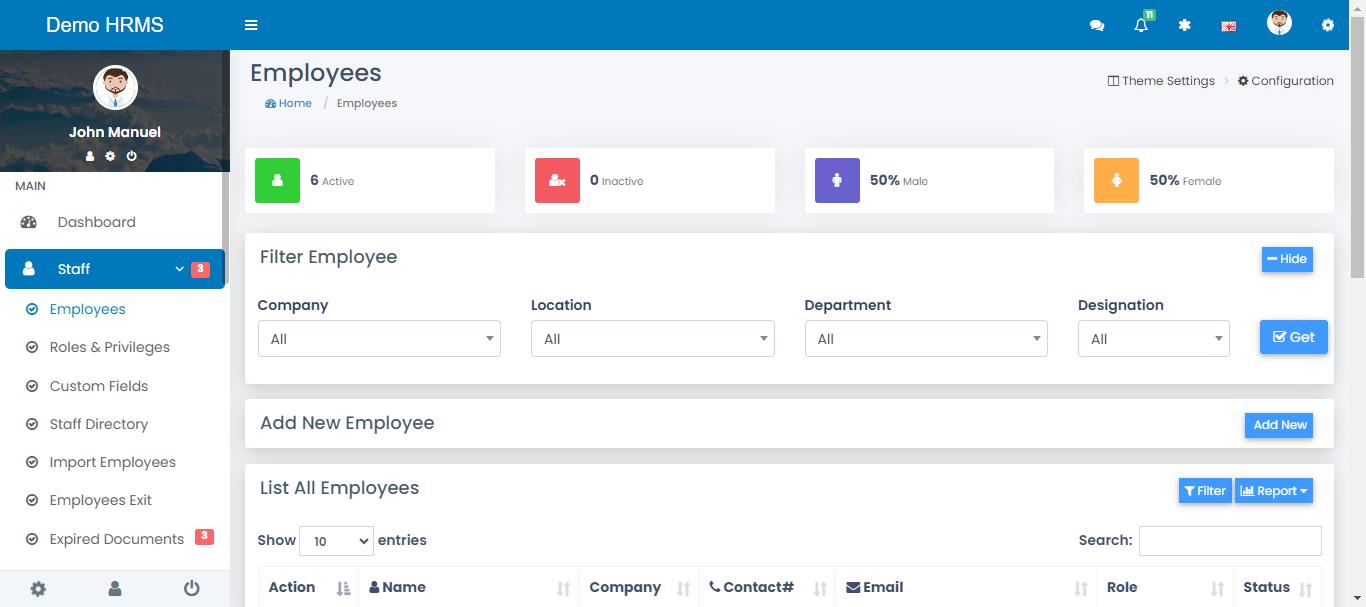 Demo HRMS
11
John Manuel
MAIN
Dashboard
Staff 3
Employees
Roles & Privileges
Custom Fields
Staff Directory
Import Employees
Employees Exit
Expired Documents 3
Employees
Home / Employees
Theme Settings > Configuration
6 Active
0 Inactive
50% Male
50% Female
Filter Employee
Hide
Company Location Department Designation
All All All All Get
Add New Employee
Add New
List All Employees
Filter Report
Show 10 entries
Search:
Action Name Company Contact# Email Role Status